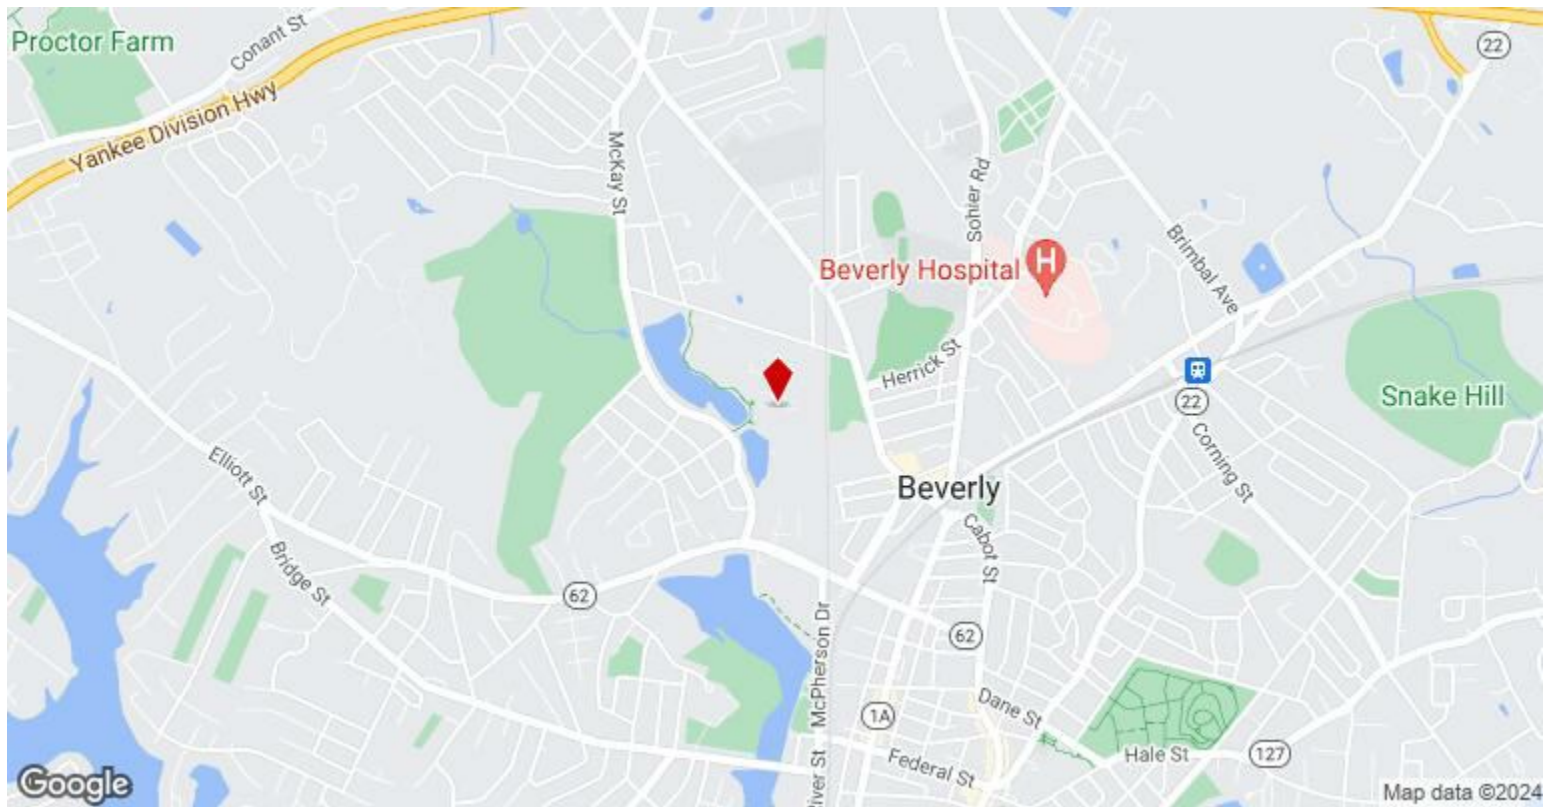 Proctor Farm
Conant St
22
Yankee Division Hwy
McKay St
Sohier Rd
Brimbal Ave
Beverly Hospital
H
Herrick St
22
Snake Hill
Corning St
Elliott St
Beverly
Cabot St
Bridge St
62
62
McPherson Dr
Dane St
1A
Hale St
127
Federal St
River St
Google
Map data ©2024